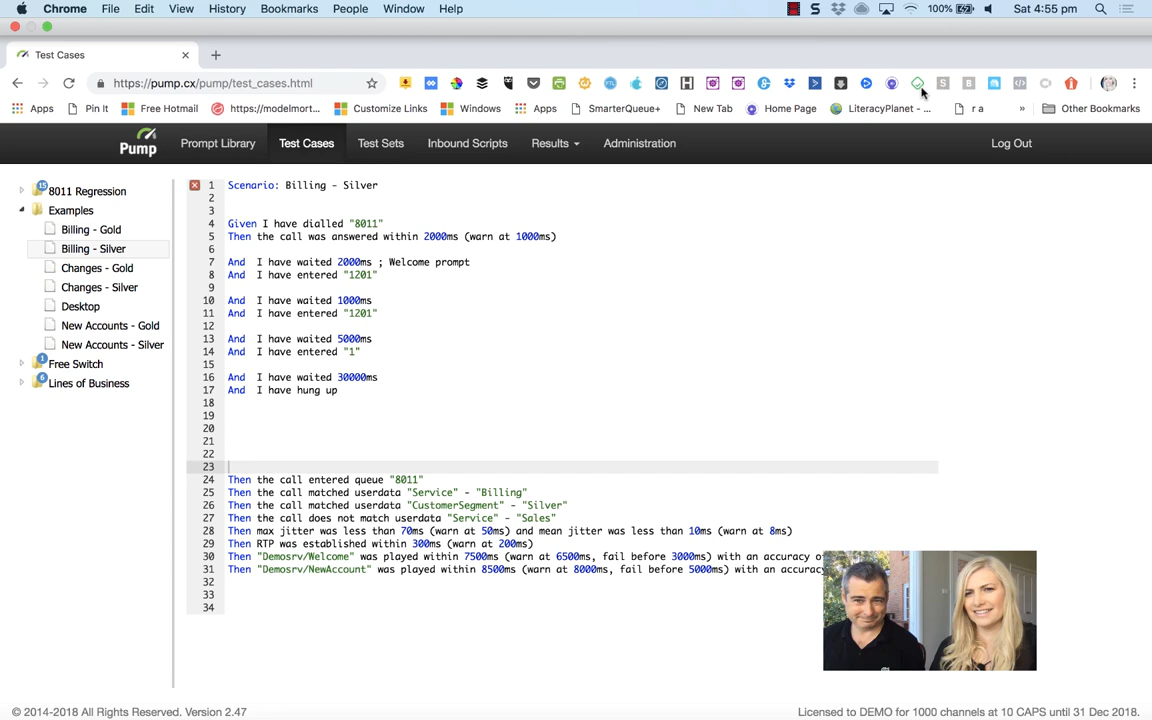 Chrome File Edit View History Bookmarks People Window Help 100% Sat 4:55 pm
Test Cases
https://pump.cx/pump/test_cases.html
Apps Pin It Free Hotmail https://modelmort... Customize Links Windows Apps SmarterQueue+ New Tab Home Page LiteracyPlanet - ... r a » Other Bookmarks
Pump Prompt Library Test Cases Test Sets Inbound Scripts Results Administration Log Out
15 8011 Regression
Examples
Billing - Gold
Billing - Silver
Changes - Gold
Changes - Silver
Desktop
New Accounts - Gold
New Accounts - Silver
1 Free Switch
6 Lines of Business
1 Scenario: Billing - Silver
2
3
4 Given I have dialled "8011"
5 Then the call was answered within 2000ms (warn at 1000ms)
6
7 And I have waited 2000ms ; Welcome prompt
8 And I have entered "1201"
9
10 And I have waited 1000ms
11 And I have entered "1201"
12
13 And I have waited 5000ms
14 And I have entered "1"
15
16 And I have waited 30000ms
17 And I have hung up
18
19
20
21
22
23
24 Then the call entered queue "8011"
25 Then the call matched userdata "Service" - "Billing"
26 Then the call matched userdata "CustomerSegment" - "Silver"
27 Then the call does not match userdata "Service" - "Sales"
28 Then max jitter was less than 70ms (warn at 50ms) and mean jitter was less than 10ms (warn at 8ms)
29 Then RTP was established within 300ms (warn at 200ms)
30 Then "Demosrv/Welcome" was played within 7500ms (warn at 6500ms, fail before 3000ms) with an accuracy o
31 Then "Demosrv/NewAccount" was played within 8500ms (warn at 8000ms, fail before 5000ms) with an accuracy
32
33
34
© 2014-2018 All Rights Reserved. Version 2.47
Licensed to DEMO for 1000 channels at 10 CAPS until 31 Dec 2018.